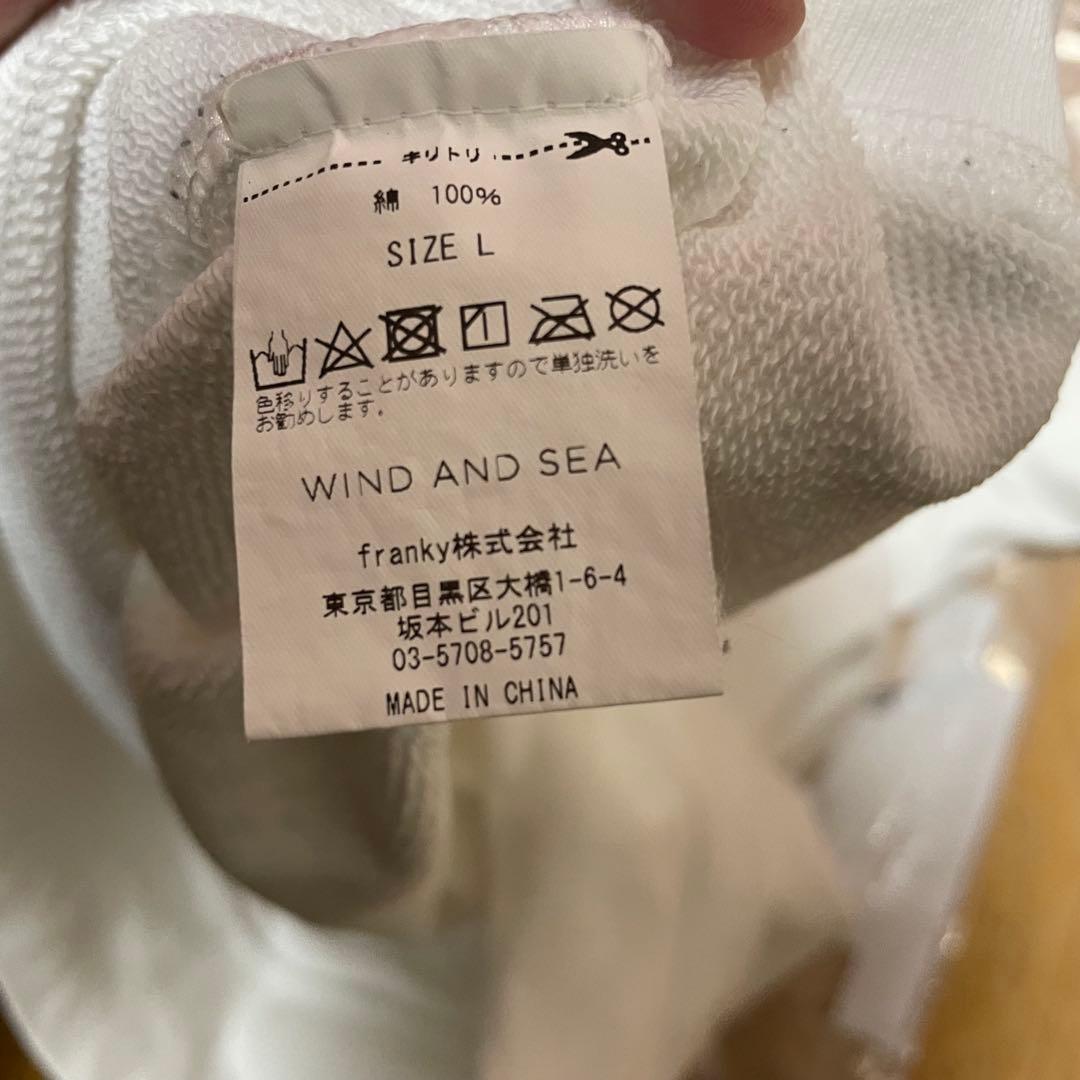 キリトリ
綿 100%
SIZE L
色移りすることがありますので単独洗いを
お勧めします。
WIND AND SEA
franky株式会社
東京都目黒区大橋1-6-4
坂本ビル201
03-5708-5757
MADE IN CHINA